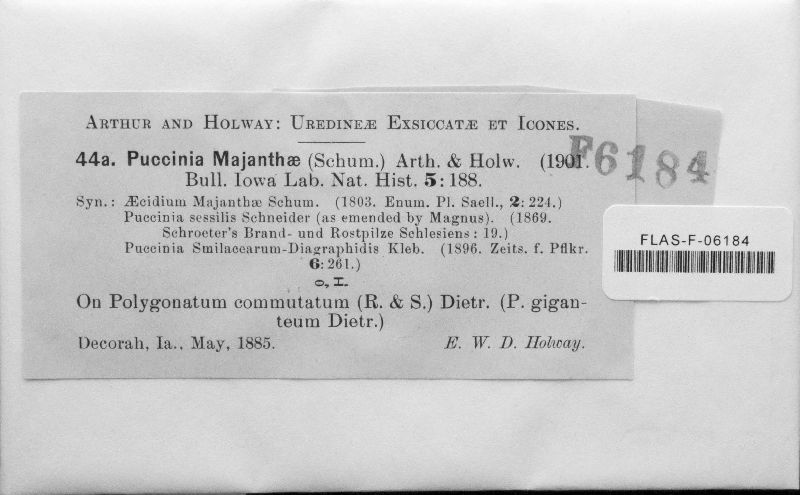 ARTHUR AND HOLWAY: UREDINEÆ EXSICCATÆ ET ICONES.
44a. Puccinia Majanthæ (Schum.) Arth. & Holw. (1901.
Bull. Iowa Lab. Nat. Hist. 5: 188.
Syn.: Æcidium Majanthæ Schum. (1803. Enum. Pl. Saell., 2: 224.)
Puccinia sessilis Schneider (as emended by Magnus). (1869.
Schroeter's Brand- und Rostpilze Schlesiens: 19.)
Puccinia Smilacearum-Diagraphidis Kleb. (1896. Zeits. f. Pflkr.
6: 261.)
O, I.
On Polygonatum commutatum (R. & S.) Dietr. (P. gigan-
teum Dietr.)
Decorah, Ia., May, 1885. E. W. D. Holway.
F6184
FLAS-F-06184